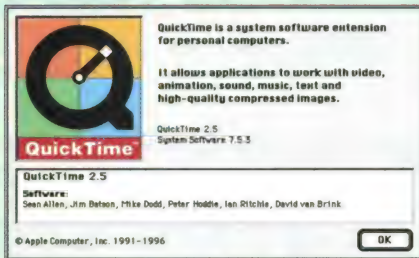 QuickTime is a system software extension
for personal computers.
It allows applications to work with video,
animation, sound, music, text and
high-quality compressed images.
QuickTime 2.5
System Software 7.5.3
QuickTime™
QuickTime 2.5
Software:
Sean Allen, Jim Batson, Mike Dodd, Peter Hoddie, Ian Ritchie, David van Brink
© Apple Computer, Inc. 1991-1996
OK